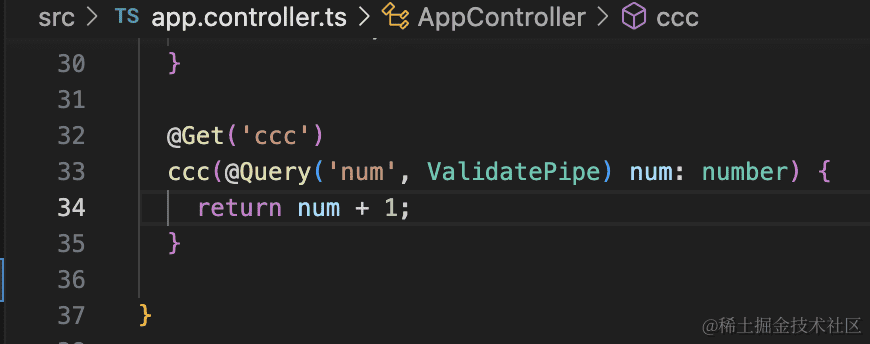 src > TS app.controller.ts > AppController > ccc
30 }
31
32 @Get('ccc')
33 ccc(@Query('num', ValidatePipe) num: number) {
34 return num + 1;
35 }
36
37 }
@稀土掘金技术社区